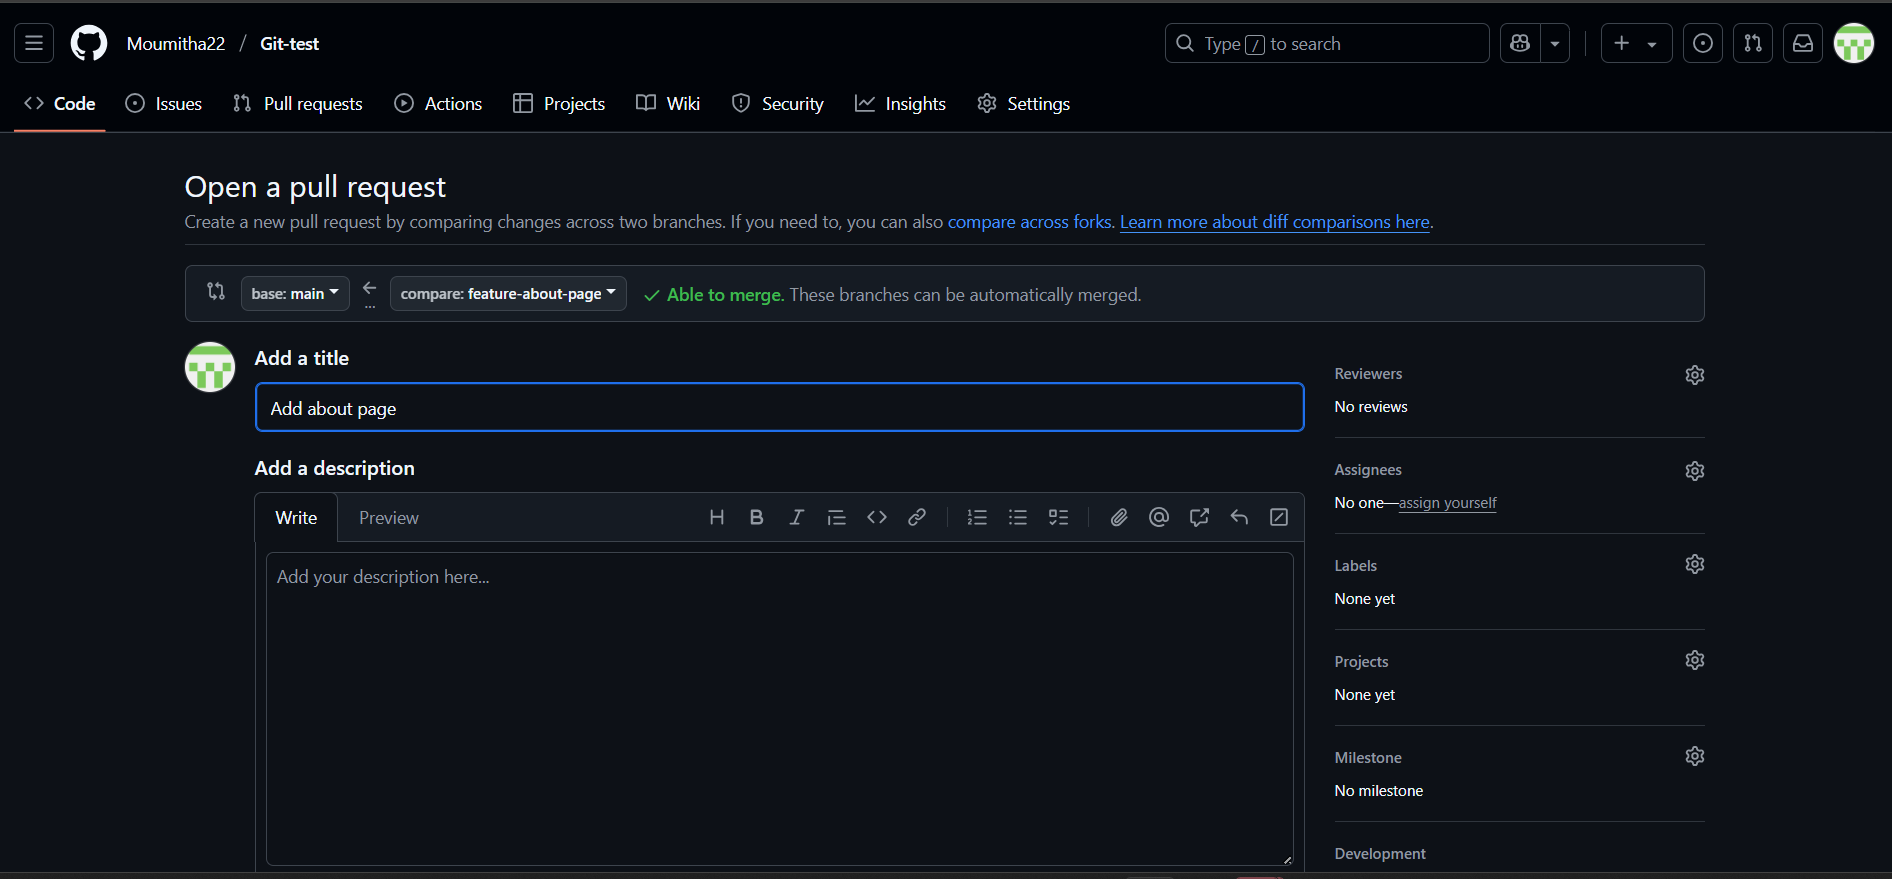 Moumitha22 / Git-test
Type / to search
Code Issues Pull requests Actions Projects Wiki Security Insights Settings
Open a pull request
Create a new pull request by comparing changes across two branches. If you need to, you can also compare across forks. Learn more about diff comparisons here.
base: main ← compare: feature-about-page ✓ Able to merge. These branches can be automatically merged.
...
Add a title
Add about page
Add a description
Write Preview
Add your description here...
Reviewers
No reviews
Assignees
No one—assign yourself
Labels
None yet
Projects
None yet
Milestone
No milestone
Development